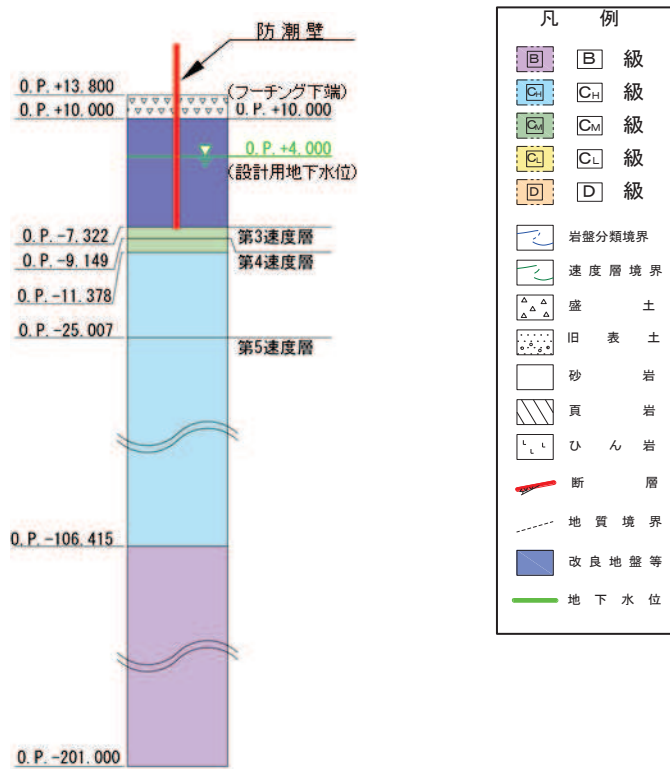 防潮壁
O.P.+13.800
(フーチング下端)
O.P.+10.000
O.P.+10.000
O.P.+4.000
(設計用地下水位)
O.P.-7.322
第3速度層
O.P.-9.149
第4速度層
O.P.-11.378
O.P.-25.007
第5速度層
O.P.-106.415
O.P.-201.000
凡 例
B B 級
CH CH 級
CM CM 級
CL CL 級
D D 級
岩盤分類境界
速度層境界
盛 土
旧 表 土
砂 岩
頁 岩
ひ ん 岩
断 層
地 質 境 界
改 良 地 盤 等
地 下 水 位